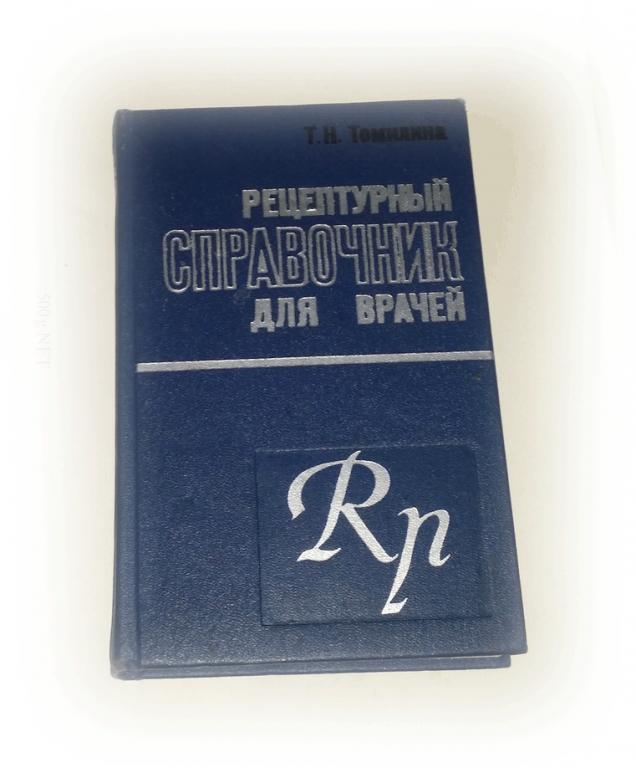 Т.Н. Томилина
РЕЦЕПТУРНЫЙ
СПРАВОЧНИК
ДЛЯ ВРАЧЕЙ
Rp